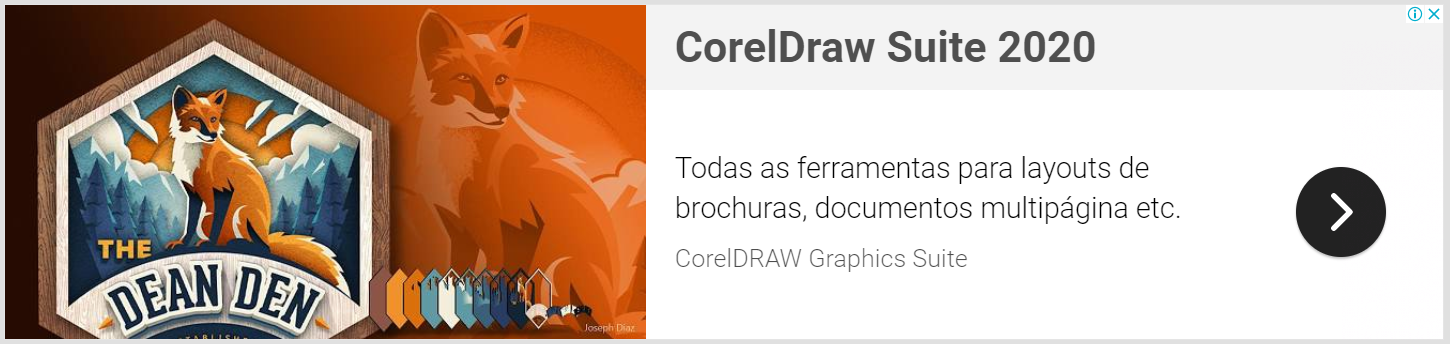 THE
DEAN DEN
Joseph Diaz
CorelDraw Suite 2020
Todas as ferramentas para layouts de
brochuras, documentos multipágina etc.
CorelDRAW Graphics Suite